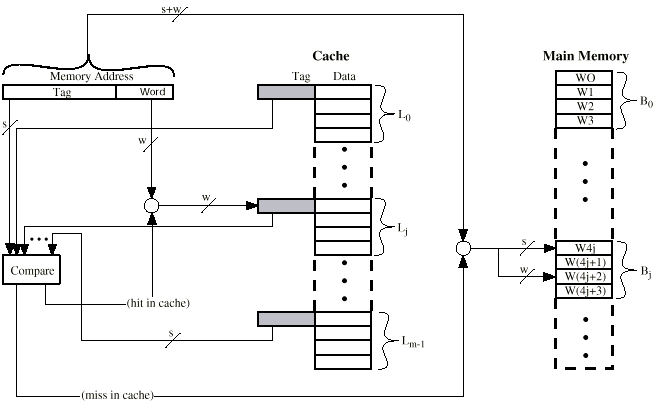 s+w
Cache
Main Memory
Memory Address
Tag
Word
Tag
Data
W0
W1
W2
W3
B0
L0
s
w
w
Lj
s
W4j
W(4j+1)
W(4j+2)
W(4j+3)
w
Bj
...
Compare
(hit in cache)
s
Lm-1
(miss in cache)